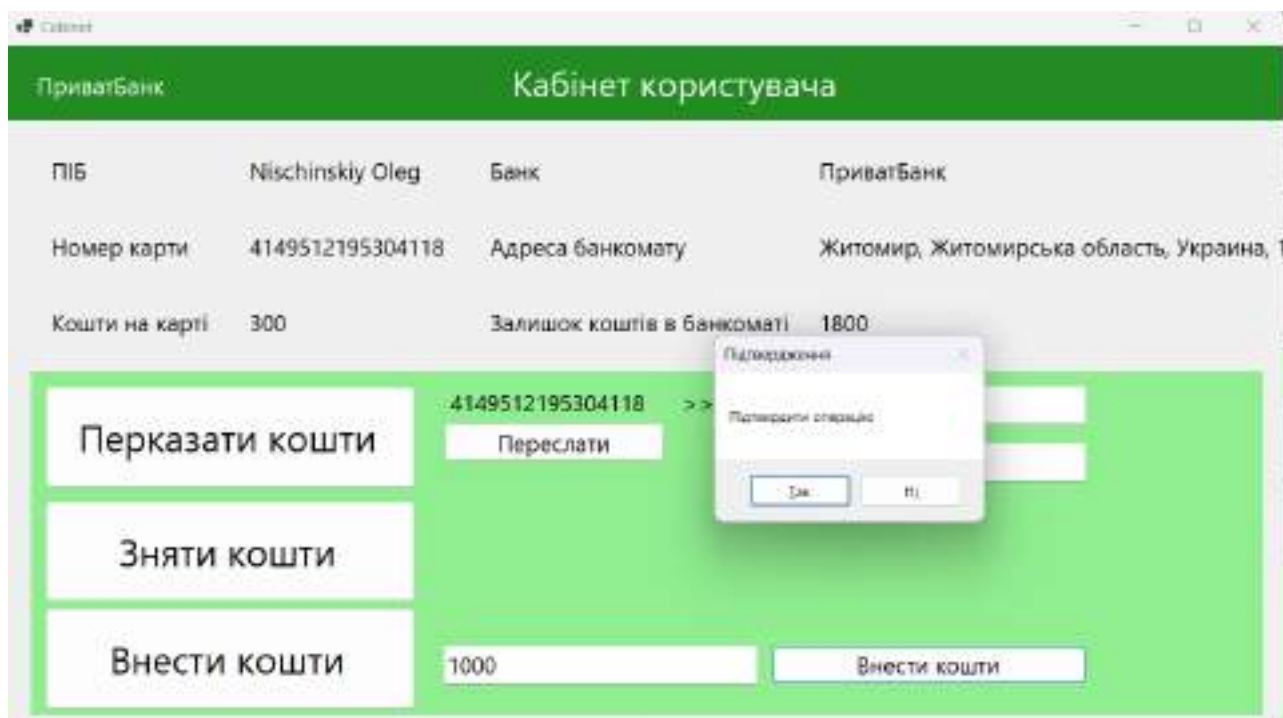 Cabinet
ПриватБанк
Кабінет користувача
ПІБ
Nischinskiy Oleg
Банк
ПриватБанк
Номер карти
4149512195304118
Адреса банкомату
Житомир, Житомирська область, Украина, 1
Кошти на карті
300
Залишок коштів в банкоматі
1800
Підтвердження
Підтвердити операцію
Так
Ні
Перказати кошти
4149512195304118 >>
Переслати
Зняти кошти
Внести кошти
1000
Внести кошти